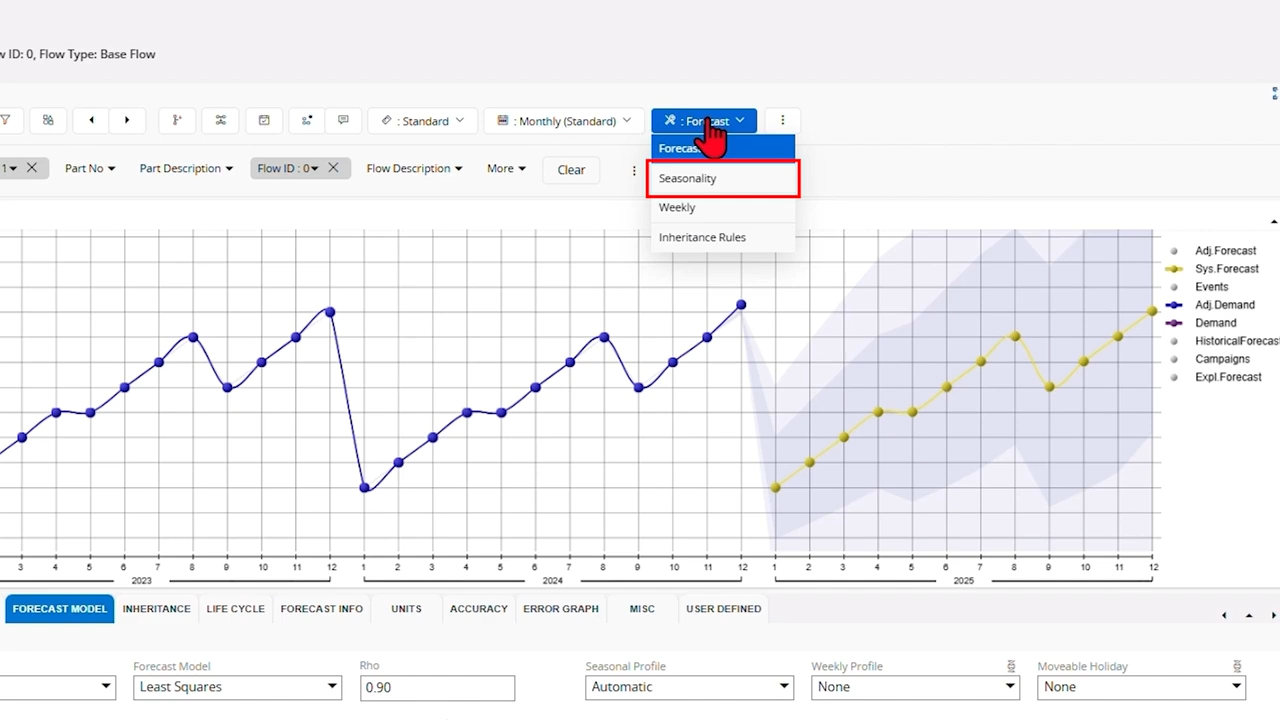 w ID: 0, Flow Type: Base Flow
: Standard
: Monthly (Standard)
: Forecast
Forecast
1
Part No
Part Description
Flow ID : 0
Flow Description
More
Clear
Seasonality
Weekly
Inheritance Rules
Adj.Forecast
Sys.Forecast
Events
Adj.Demand
Demand
HistoricalForecast
Campaigns
Expl.Forecast
3 4 5 6 7 8 9 10 11 12 1 2 3 4 5 6 7 8 9 10 11 12 1 2 3 4 5 6 7 8 9 10 11 12
2023 2024 2025
FORECAST MODEL
INHERITANCE
LIFE CYCLE
FORECAST INFO
UNITS
ACCURACY
ERROR GRAPH
MISC
USER DEFINED
Forecast Model
Rho
Seasonal Profile
Weekly Profile
Moveable Holiday
Least Squares
0.90
Automatic
None
None